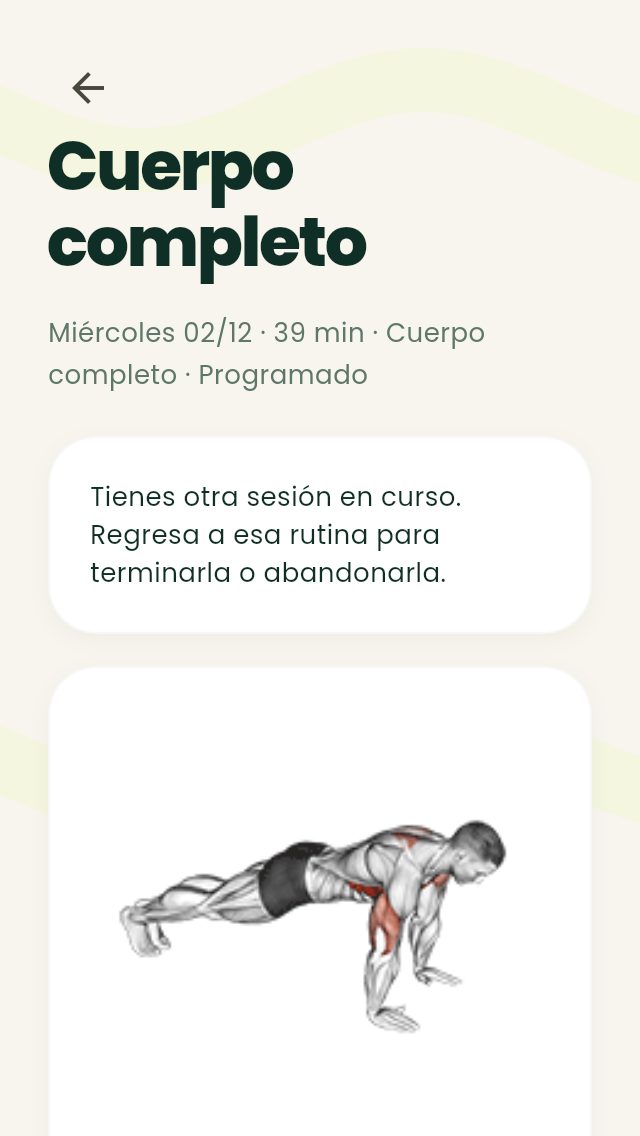 Cuerpo
completo
Miércoles 02/12 · 39 min · Cuerpo
completo · Programado
Tienes otra sesión en curso.
Regresa a esa rutina para
terminarla o abandonarla.